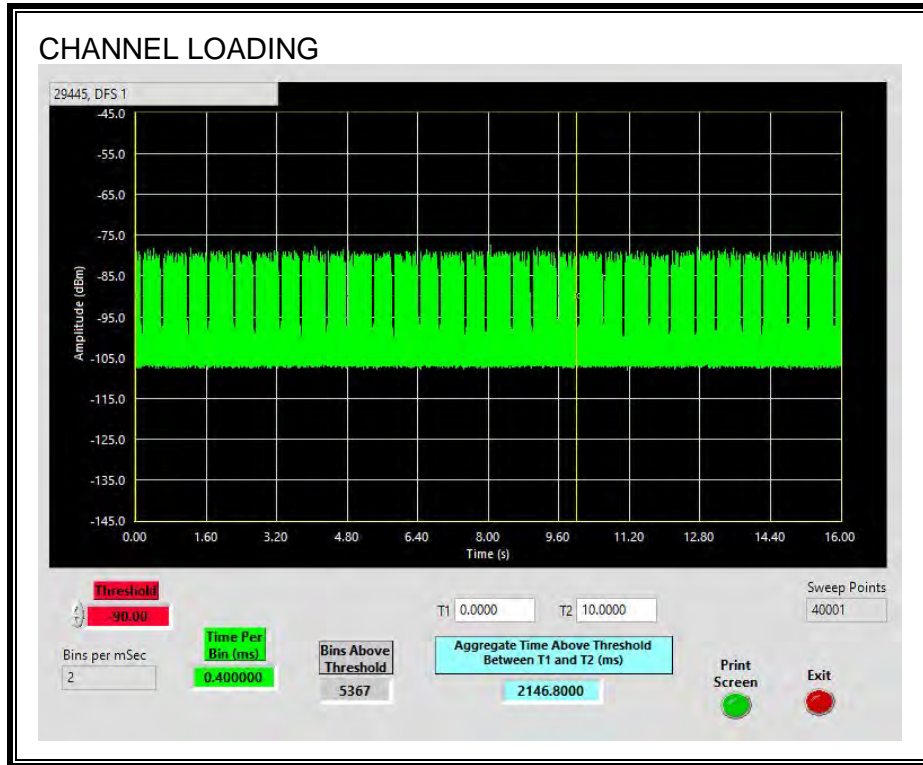 CHANNEL LOADING
29445, DFS 1
-45.0
-55.0
-65.0
-75.0
-85.0
-95.0
-105.0
-115.0
-125.0
-135.0
-145.0
Amplitude (dBm)
0.00 1.60 3.20 4.80 6.40 8.00 9.60 11.20 12.80 14.40 16.00
Time (s)
Threshold
-90.00
Bins per mSec
2
Time Per
Bin (ms)
0.400000
Bins Above
Threshold
5367
T1 0.0000 T2 10.0000
Aggregate Time Above Threshold
Between T1 and T2 (ms)
2146.8000
Print
Screen
Exit
Sweep Points
40001